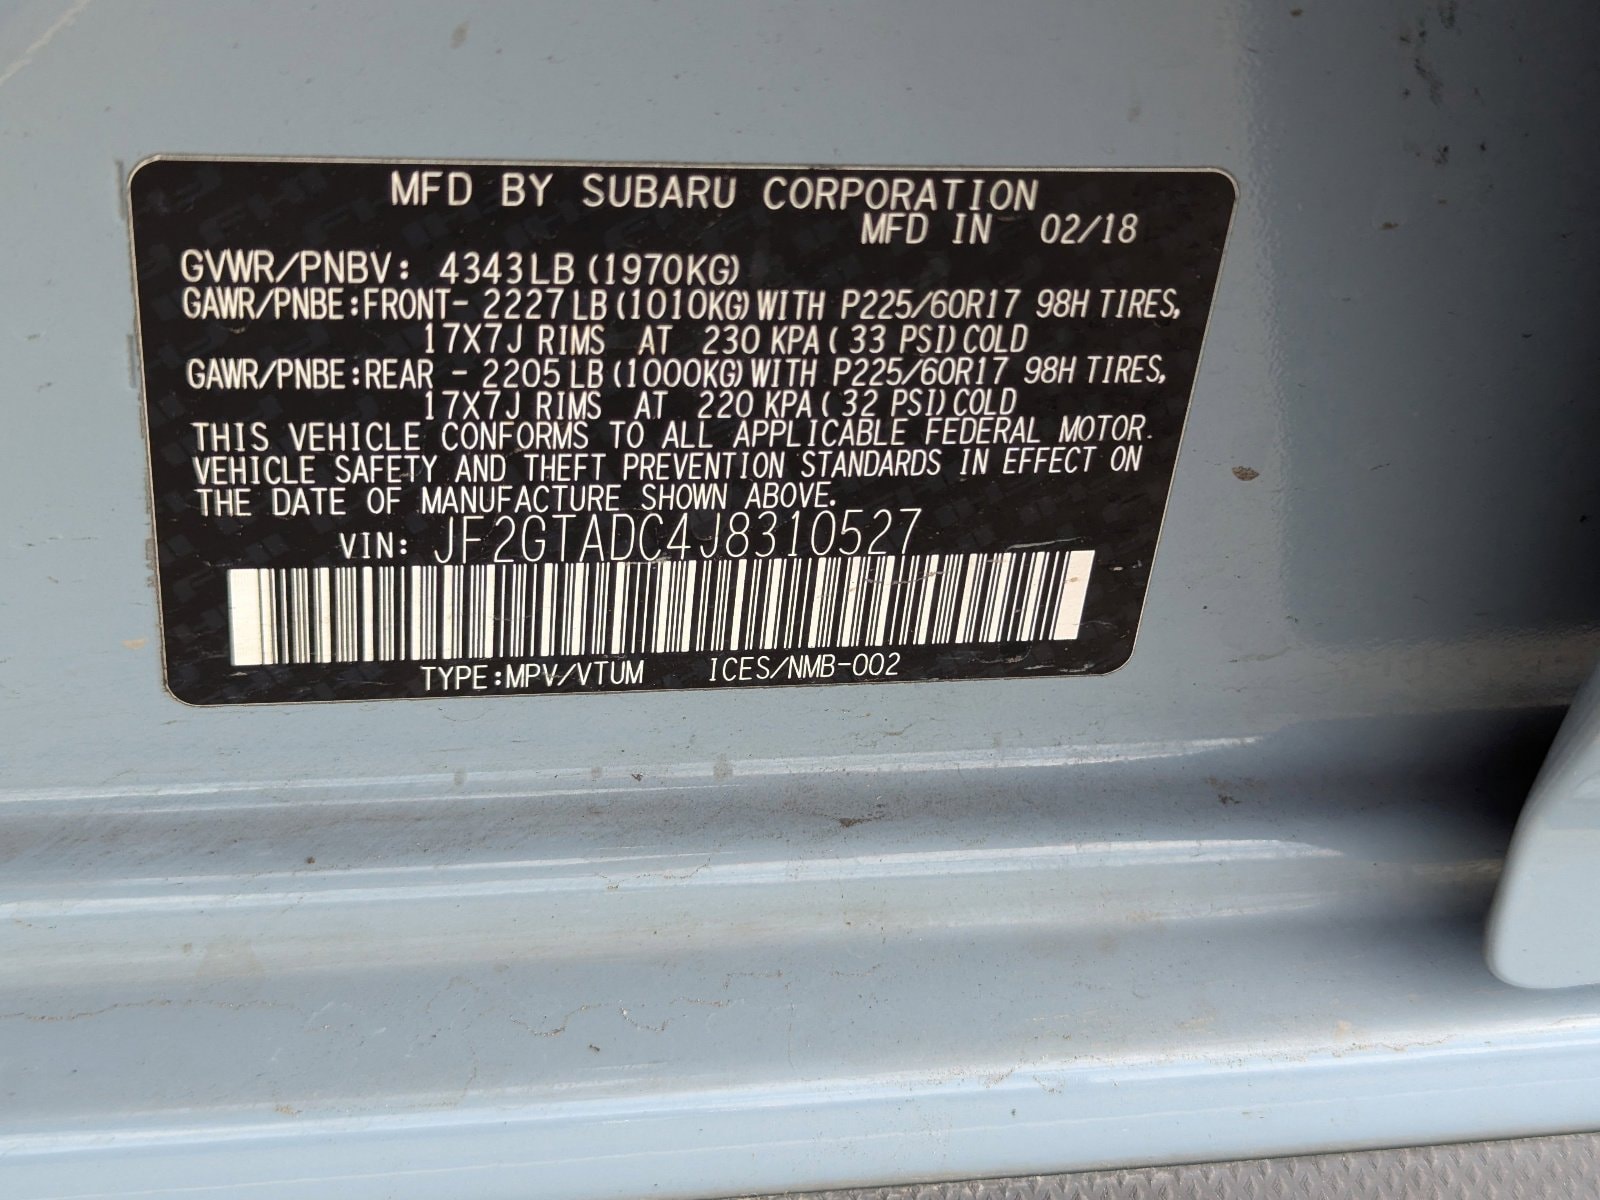 MFD BY SUBARU CORPORATION
MFD IN 02/18
GVWR/PNBV: 4343LB (1970KG)
GAWR/PNBE:FRONT- 2227 LB (1010KG) WITH P225/60R17 98H TIRES,
17X7J RIMS AT 230 KPA ( 33 PSI) COLD
GAWR/PNBE:REAR - 2205 LB (1000KG) WITH P225/60R17 98H TIRES,
17X7J RIMS AT 220 KPA ( 32 PSI) COLD
THIS VEHICLE CONFORMS TO ALL APPLICABLE FEDERAL MOTOR.
VEHICLE SAFETY AND THEFT PREVENTION STANDARDS IN EFFECT ON
THE DATE OF MANUFACTURE SHOWN ABOVE.
VIN: JF2GTADC4J8310527
TYPE:MPV/VTUM ICES/NMB-002